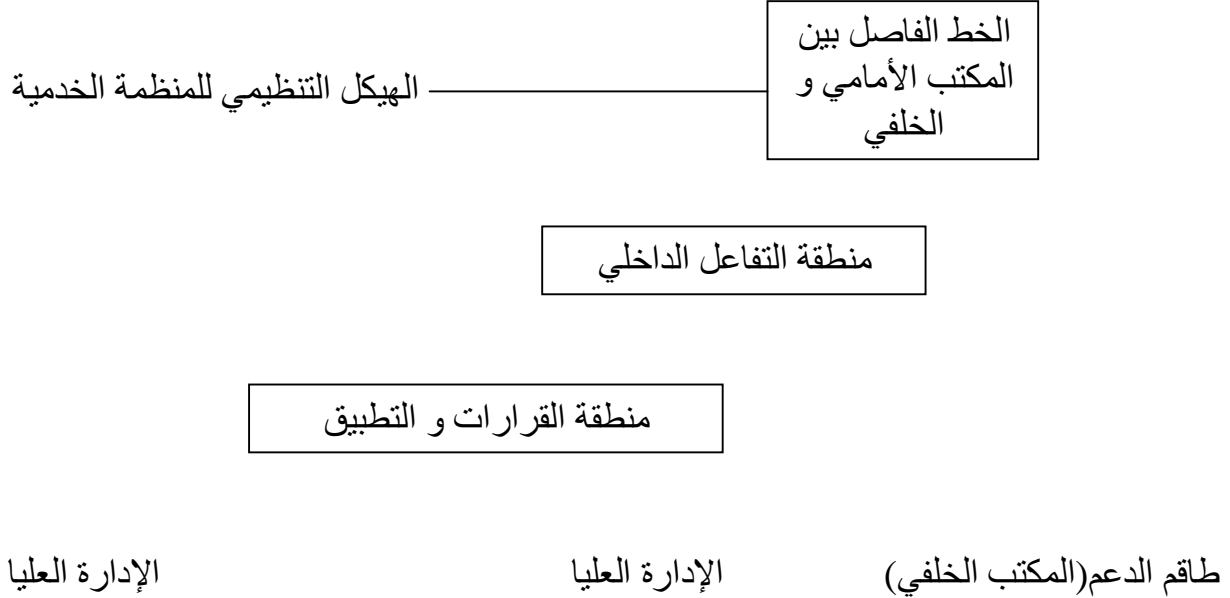 الخط الفاصل بين
المكتب الأمامي و
الخلفي
الهيكل التنظيمي للمنظمة الخدمية
منطقة التفاعل الداخلي
منطقة القرارات و التطبيق
طاقم الدعم(المكتب الخلفي)
الإدارة العليا
الإدارة العليا